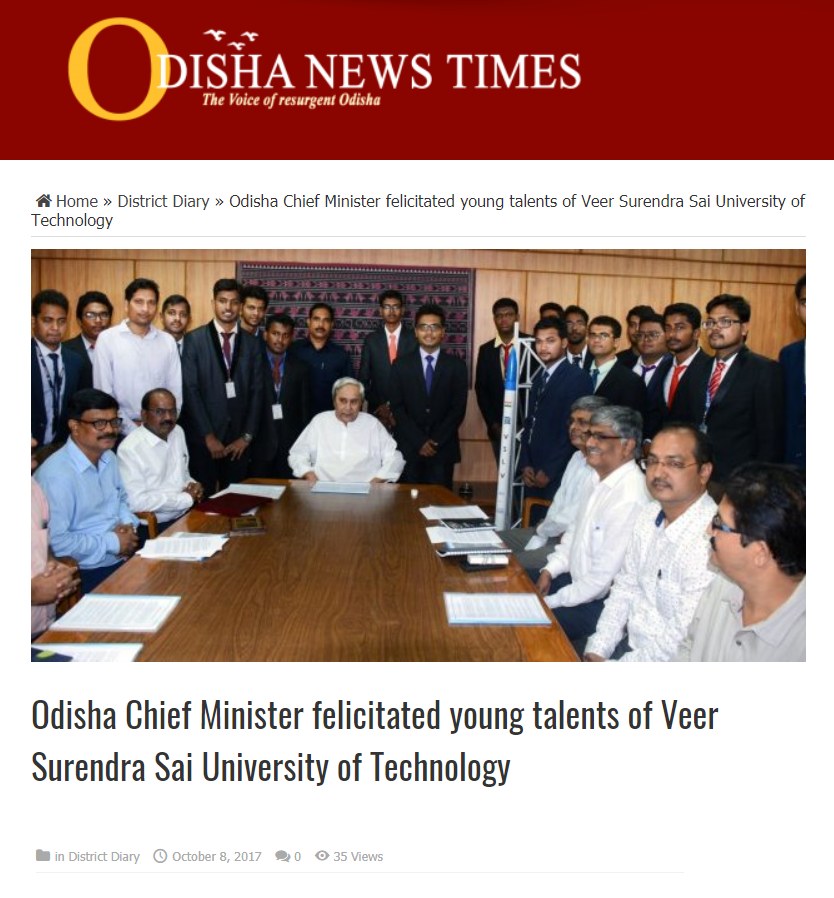 ODISHA NEWS TIMES
The Voice of resurgent Odisha
Home » District Diary » Odisha Chief Minister felicitated young talents of Veer Surendra Sai University of
Technology
VSLV
Odisha Chief Minister felicitated young talents of Veer
Surendra Sai University of Technology
in District Diary October 8, 2017 0 35 Views